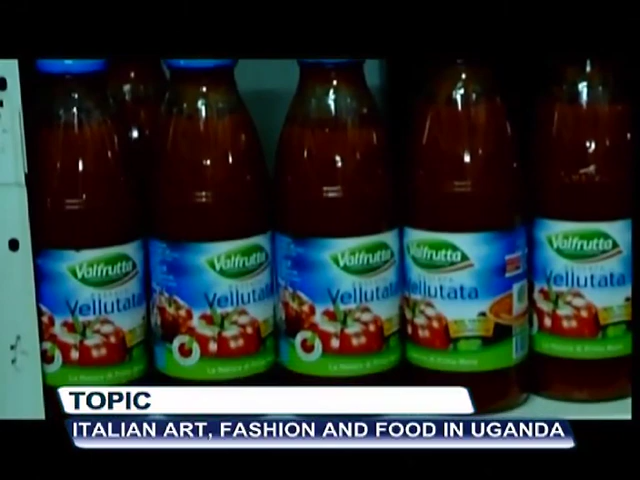 Valfrutta
Vellutata
Valfrutta
Vellutata
Valfrutta
Vellutata
Valfrutta
Vellutata
Valfrutta
Vellutata
TOPIC
ITALIAN ART, FASHION AND FOOD IN UGANDA